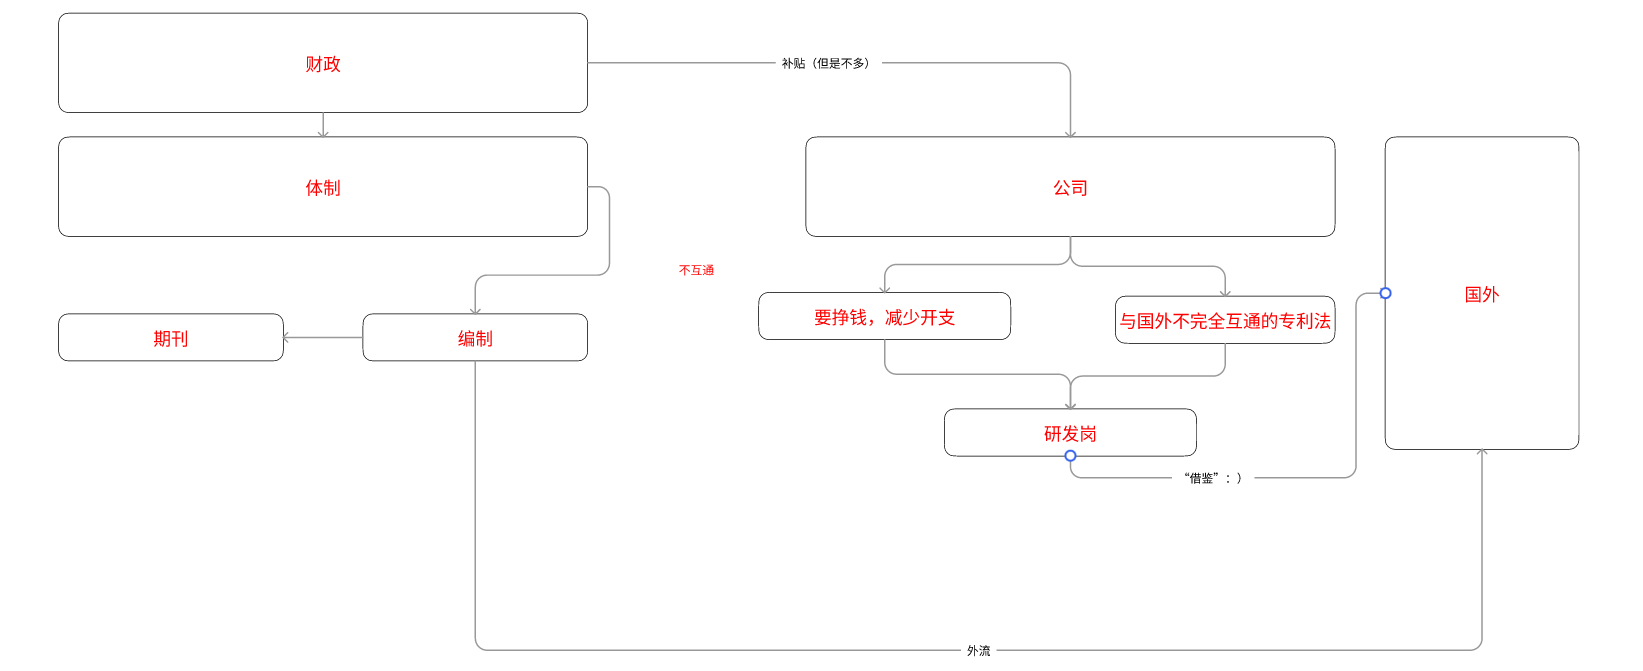 财政
补贴（但是不多）
体制
公司
国外
不互通
要挣钱，减少开支
与国外不完全互通的专利法
期刊
编制
研发岗
“借鉴”：）
外流